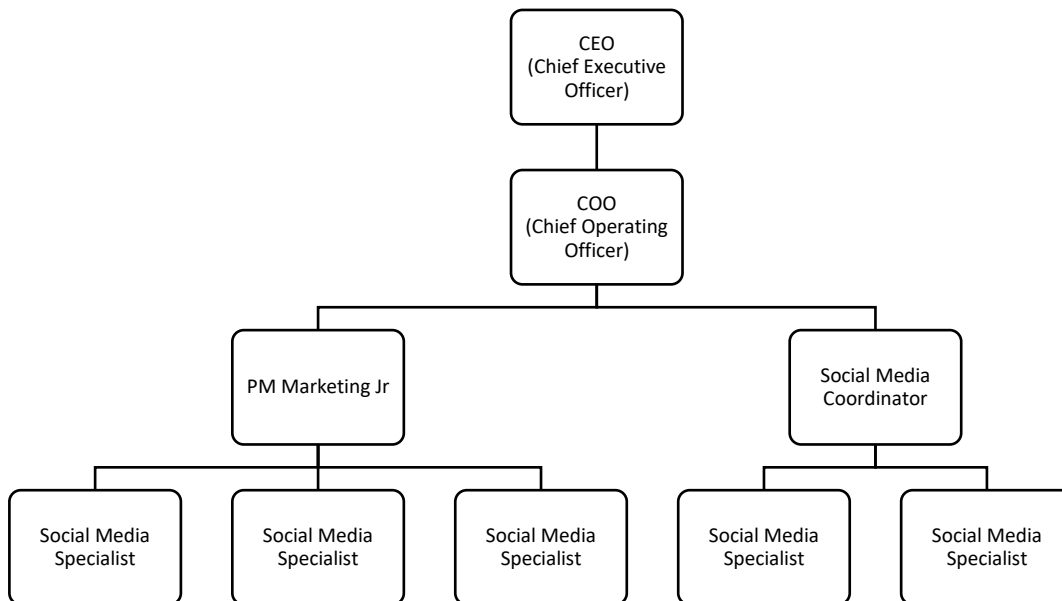 CEO
(Chief Executive
Officer)
COO
(Chief Operating
Officer)
PM Marketing Jr
Social Media
Coordinator
Social Media
Specialist
Social Media
Specialist
Social Media
Specialist
Social Media
Specialist
Social Media
Specialist